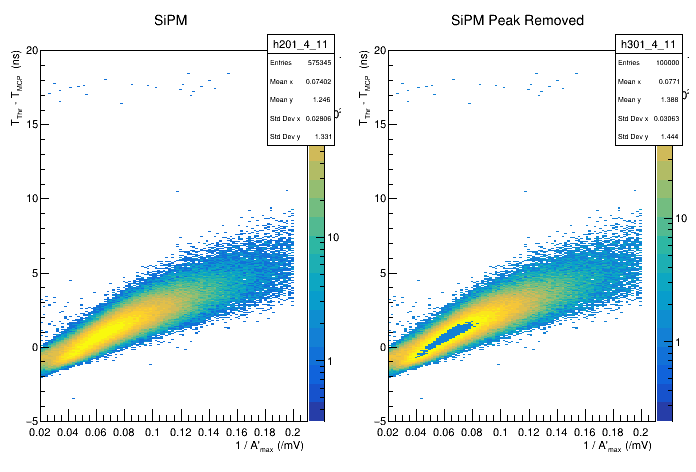 SiPM
SiPM Peak Removed
T_Thr - T_MCP (ns)
20
15
10
5
0
−5
0.02 0.04 0.06 0.08 0.1 0.12 0.14 0.16 0.18 0.2
1 / A'_max (/mV)
h201_4_11
Entries 575345
Mean x 0.07402
Mean y 1.246
Std Dev x 0.02806
Std Dev y 1.331
10
1
T_Thr - T_MCP (ns)
20
15
10
5
0
−5
0.02 0.04 0.06 0.08 0.1 0.12 0.14 0.16 0.18 0.2
1 / A'_max (/mV)
h301_4_11
Entries 100000
Mean x 0.0771
Mean y 1.388
Std Dev x 0.03063
Std Dev y 1.444
10
1